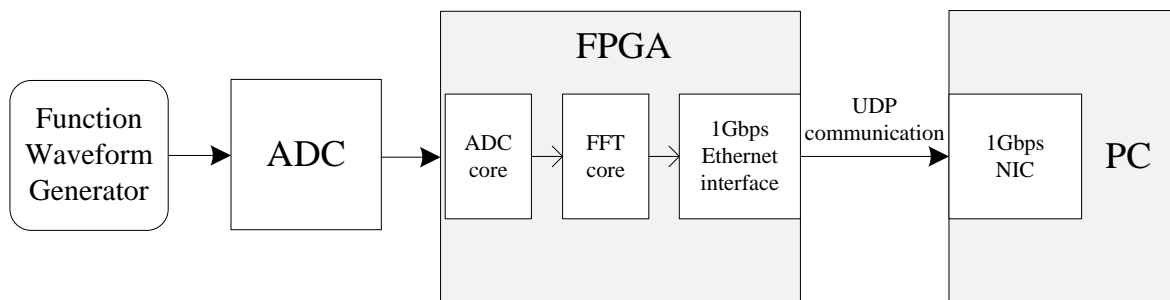 Function
Waveform
Generator
ADC
FPGA
ADC
core
FFT
core
1Gbps
Ethernet
interface
UDP
communication
1Gbps
NIC
PC